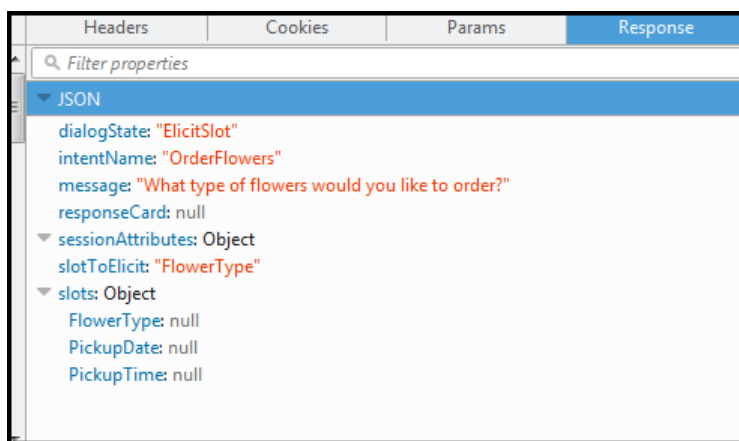 Headers Cookies Params Response
Filter properties
JSON
dialogState: "ElicitSlot"
intentName: "OrderFlowers"
message: "What type of flowers would you like to order?"
responseCard: null
sessionAttributes: Object
slotToElicit: "FlowerType"
slots: Object
FlowerType: null
PickupDate: null
PickupTime: null